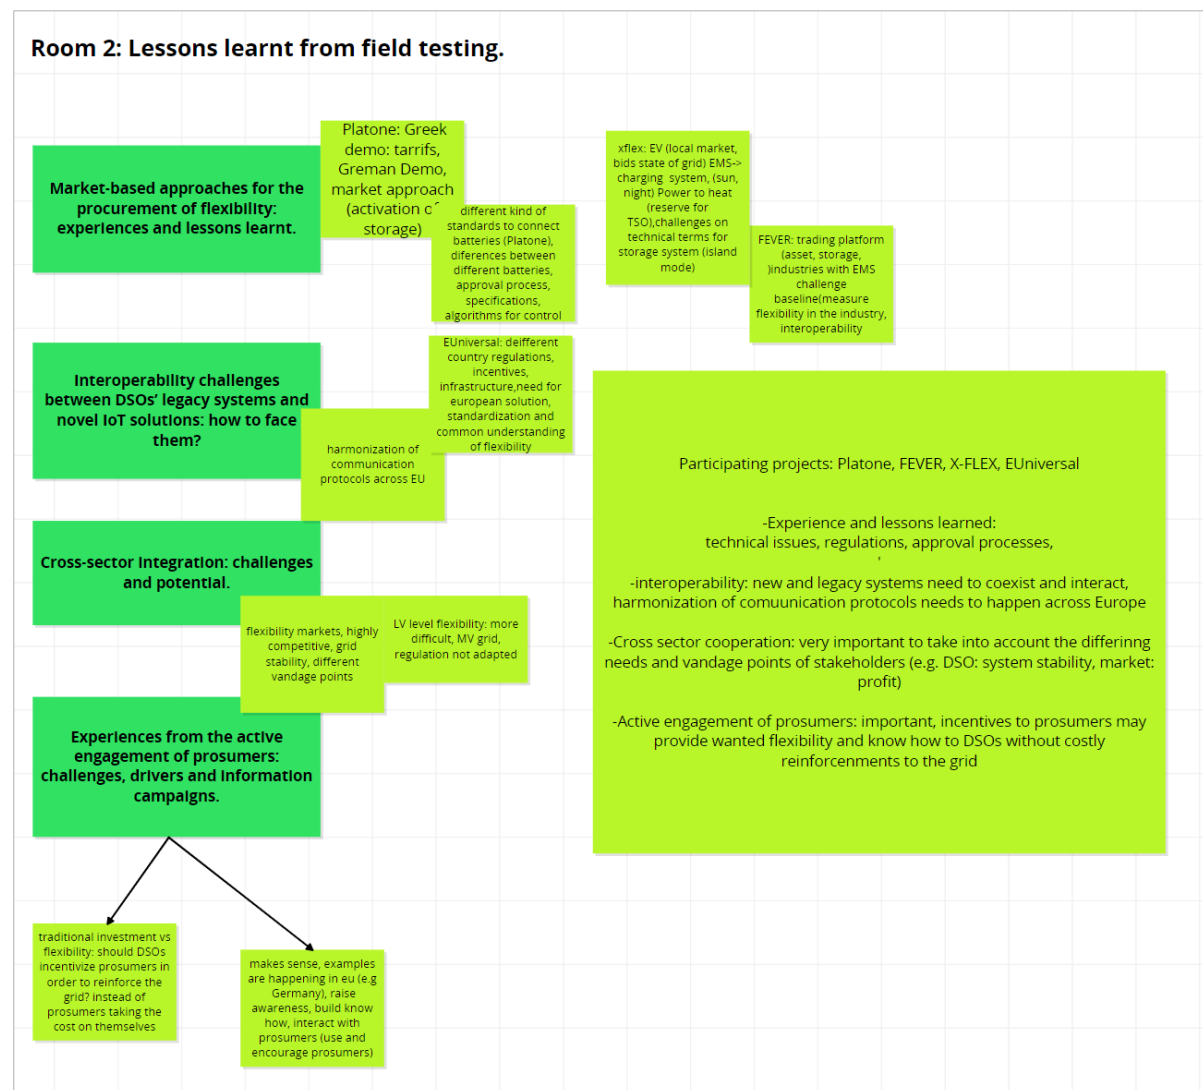 Room 2: Lessons learnt from field testing.
Market-based approaches for the
procurement of flexibility:
experiences and lessons learnt.
Platone: Greek
demo: tarrifs,
Greman Demo,
market approach
(activation of
storage)
different kind of
standards to connect
batteries (Platone),
diferences between
different batteries,
approval process,
specifications,
algorithms for control
xflex: EV (local market,
bids state of grid) EMS->
charging system, (sun,
night) Power to heat
(reserve for
TSO),challenges on
technical terms for
storage system (island
mode)
FEVER: trading platform
(asset, storage,
)industries with EMS
challenge
baseline(measure
flexibility in the industry,
interoperability
Interoperability challenges
between DSOs’ legacy systems and
novel IoT solutions: how to face
them?
EUniversal: deifferent
country regulations,
incentives,
infrastructure,need for
european solution,
standardization and
common understanding
of flexibility
harmonization of
communication
protocols across EU
Cross-sector Integration: challenges
and potential.
flexibility markets, highly
competitive, grid
stability, different
vandage points
LV level flexibility: more
difficult, MV grid,
regulation not adapted
Experiences from the active
engagement of prosumers:
challenges, drivers and information
campaigns.
traditional investment vs
flexibility: should DSOs
incentivize prosumers in
order to reinforce the
grid? instead of
prosumers taking the
cost on themselves
makes sense, examples
are happening in eu (e.g
Germany), raise
awareness, build know
how, interact with
prosumers (use and
encourage prosumers)
Participating projects: Platone, FEVER, X-FLEX, EUniversal
-Experience and lessons learned:
technical issues, regulations, approval processes,
'
-interoperability: new and legacy systems need to coexist and interact,
harmonization of comuunication protocols needs to happen across Europe
-Cross sector cooperation: very important to take into account the differinng
needs and vandage points of stakeholders (e.g. DSO: system stability, market:
profit)
-Active engagement of prosumers: important, incentives to prosumers may
provide wanted flexibility and know how to DSOs without costly
reinforcenments to the grid